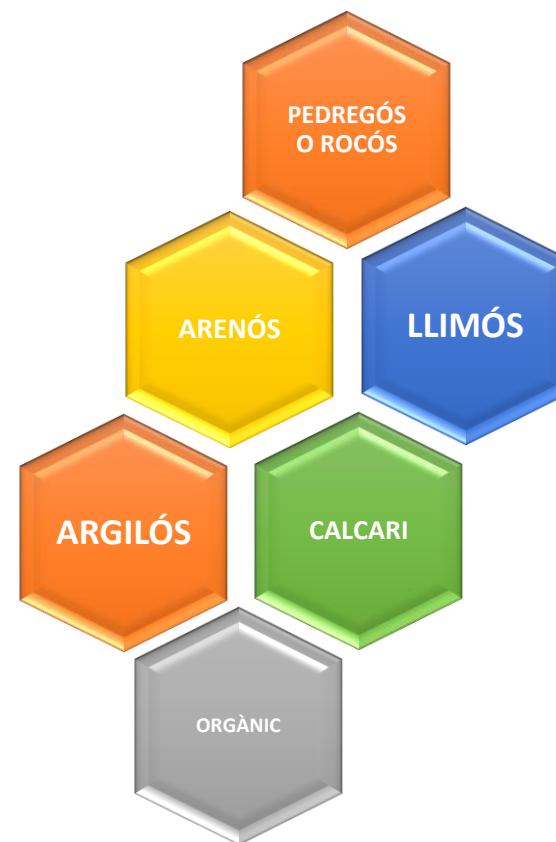 PEDREGÓS
O ROCÓS
ARENÓS
LLIMÓS
ARGILÓS
CALCARI
ORGÀNIC